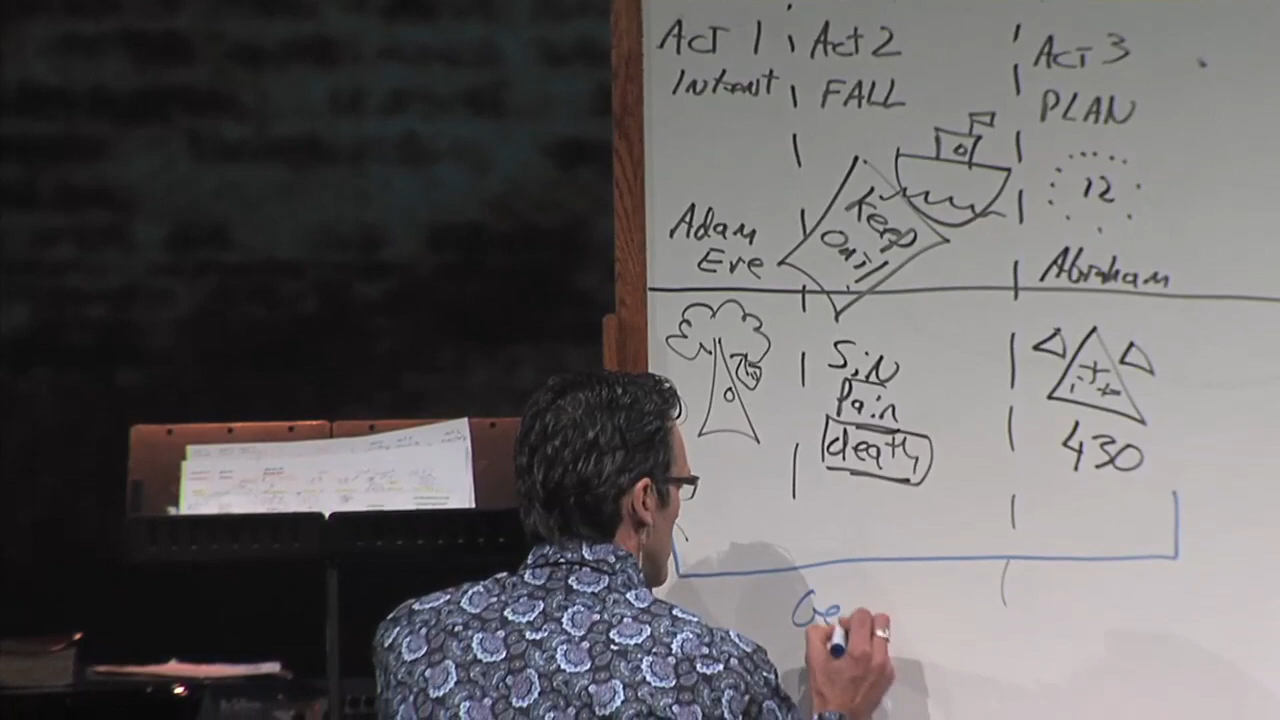 Act 1
Intent
Adam
Eve
Act 2
FALL
Keep
out!
Sin
Pain
death
Act 3
PLAN
12
Abraham
430
Ge